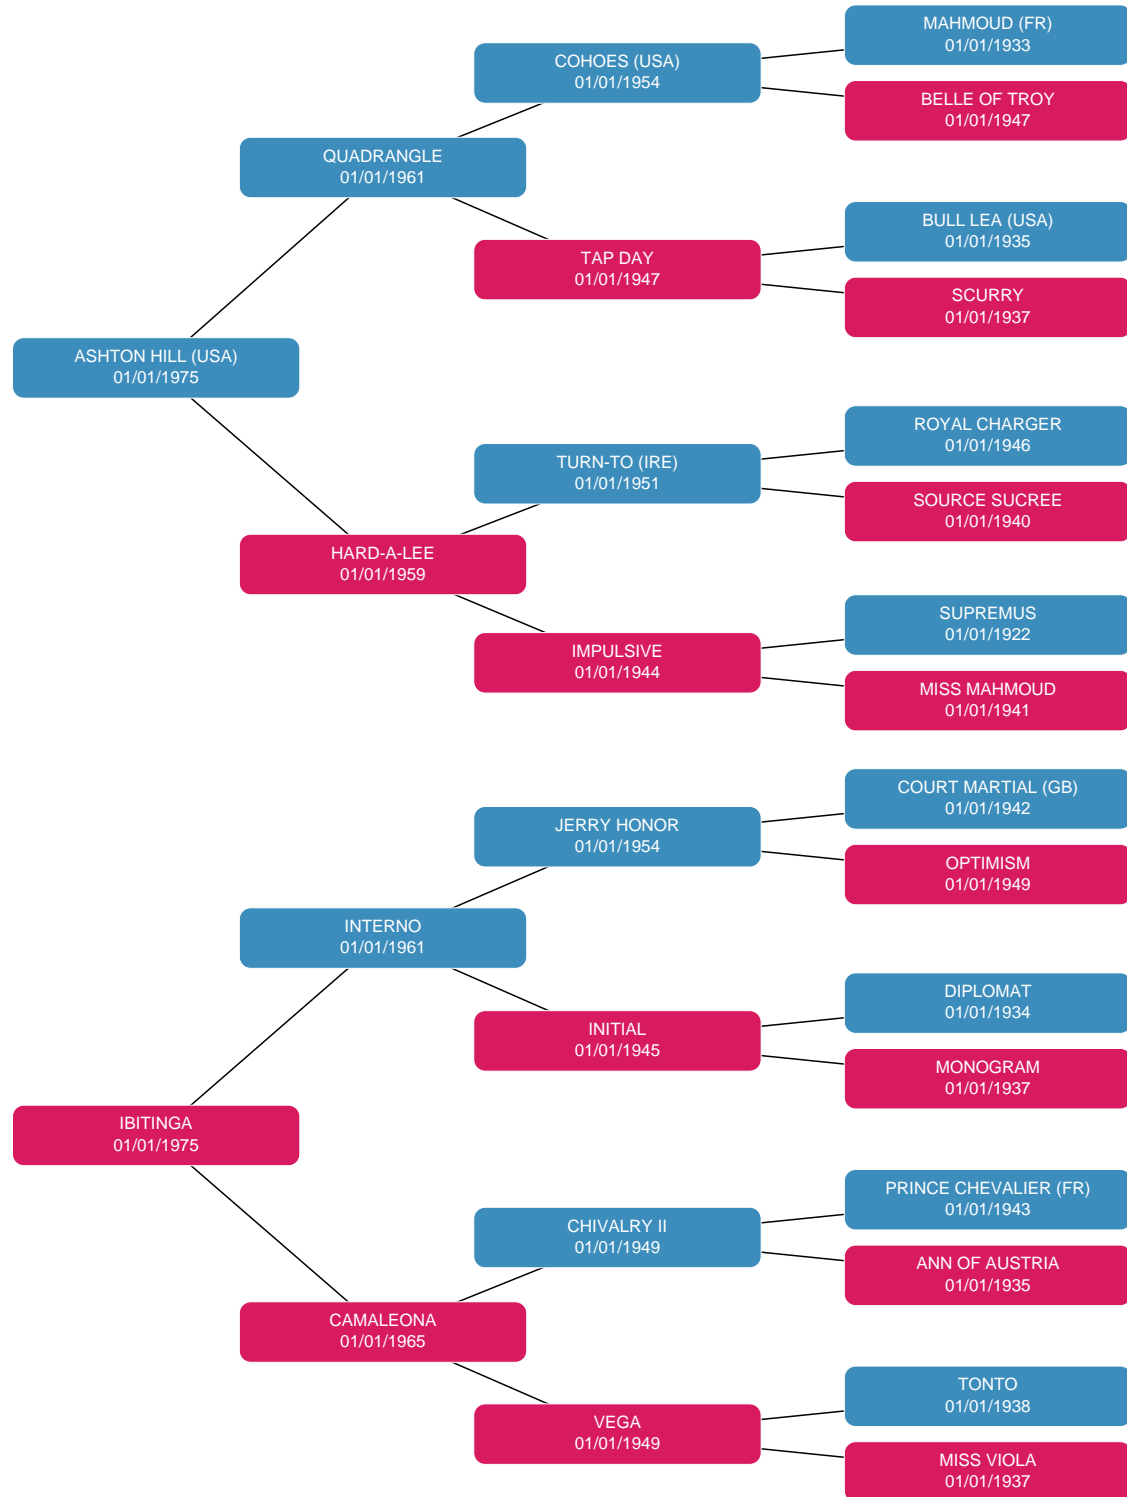 MAHMOUD (FR)
01/01/1933
COHOES (USA)
01/01/1954
BELLE OF TROY
01/01/1947
QUADRANGLE
01/01/1961
BULL LEA (USA)
01/01/1935
TAP DAY
01/01/1947
SCURRY
01/01/1937
ASHTON HILL (USA)
01/01/1975
ROYAL CHARGER
01/01/1946
TURN-TO (IRE)
01/01/1951
SOURCE SUCREE
01/01/1940
HARD-A-LEE
01/01/1959
SUPREMUS
01/01/1922
IMPULSIVE
01/01/1944
MISS MAHMOUD
01/01/1941
COURT MARTIAL (GB)
01/01/1942
JERRY HONOR
01/01/1954
OPTIMISM
01/01/1949
INTERNO
01/01/1961
DIPLOMAT
01/01/1934
INITIAL
01/01/1945
MONOGRAM
01/01/1937
IBITINGA
01/01/1975
PRINCE CHEVALIER (FR)
01/01/1943
CHIVALRY II
01/01/1949
ANN OF AUSTRIA
01/01/1935
CAMALEONA
01/01/1965
TONTO
01/01/1938
VEGA
01/01/1949
MISS VIOLA
01/01/1937